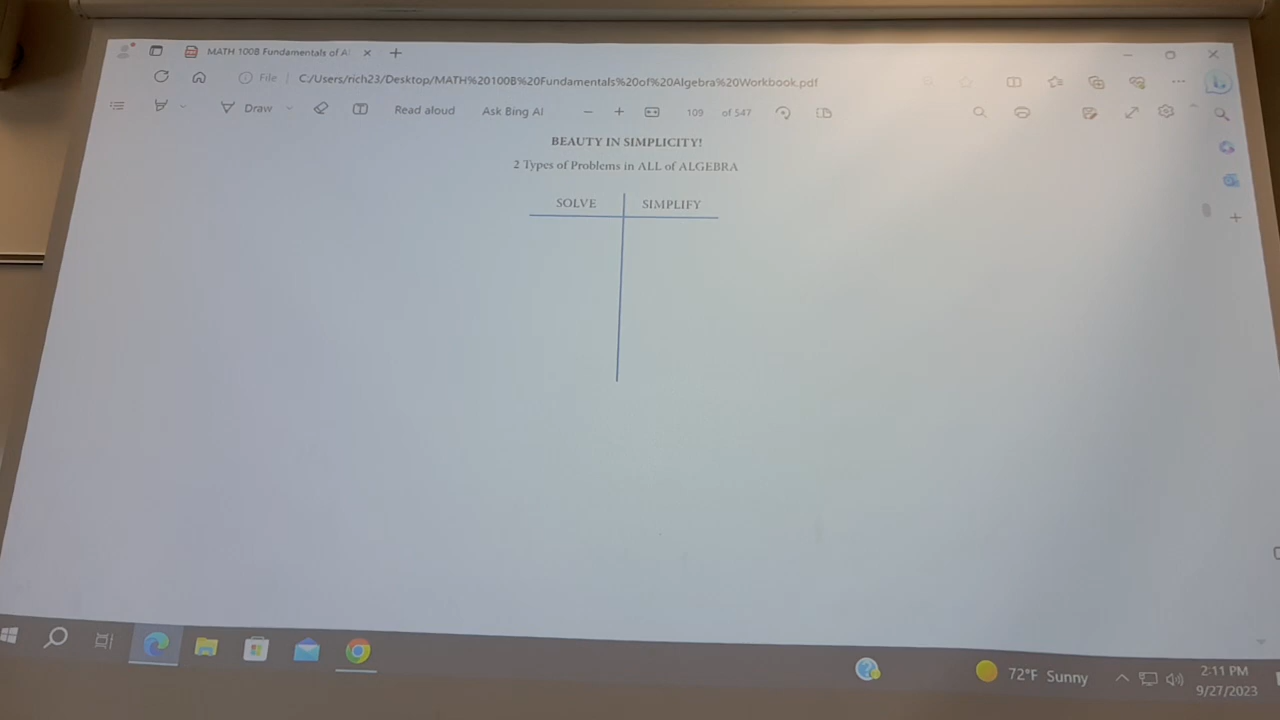 MATH 100B Fundamentals of Al
File
C:/Users/rich23/Desktop/MATH%20100B%20Fundamentals%20of%20Algebra%20Workbook.pdf
Draw Read aloud Ask Bing AI 109 of 547
BEAUTY IN SIMPLICITY!
2 Types of Problems in ALL of ALGEBRA
SOLVE SIMPLIFY
72°F Sunny
2:11 PM
9/27/2023